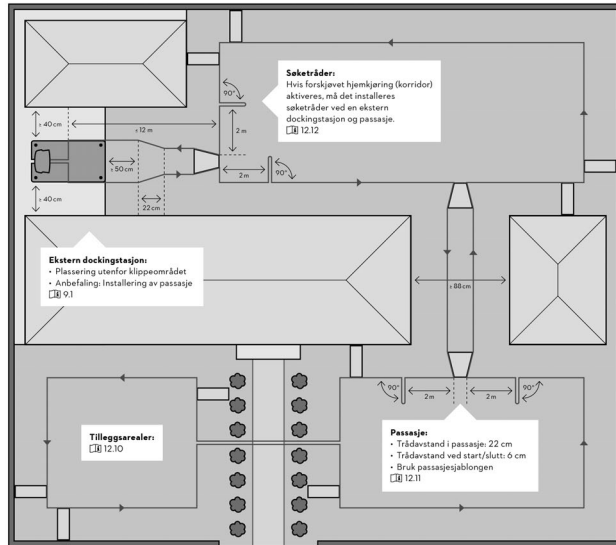 Søketråder:
Hvis forskjøvet hjemkjøring (korridor)
aktiveres, må det installeres
søketråder ved en ekstern
dockingstasjon og passasje.
12.12
90°
≥ 40 cm
≤ 12 m
2 m
≥ 50 cm
2 m
90°
≥ 40 cm
22 cm
Ekstern dockingstasjon:
• Plassering utenfor klippeområdet
• Anbefaling: Installering av passasje
9.1
≥ 88 cm
90°
2 m
2 m
90°
Tilleggsarealer:
12.10
Passasje:
• Trådavstand i passasje: 22 cm
• Trådavstand ved start/slutt: 6 cm
• Bruk passasjesjablongen
12.11